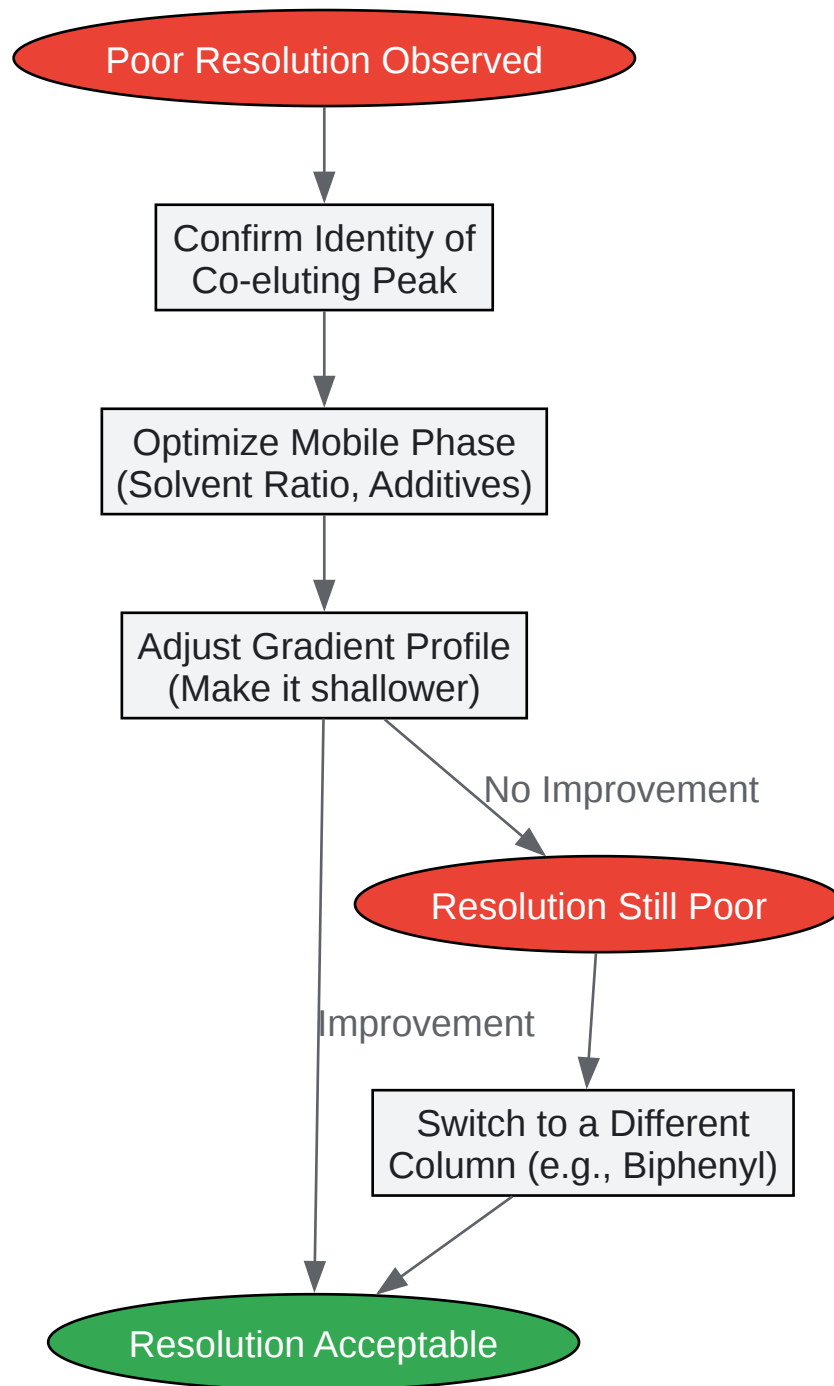 Poor Resolution Observed
Confirm Identity of
Co-eluting Peak
Optimize Mobile Phase
(Solvent Ratio, Additives)
Adjust Gradient Profile
(Make it shallower)
No Improvement
Resolution Still Poor
Improvement
Switch to a Different
Column (e.g., Biphenyl)
Resolution Acceptable